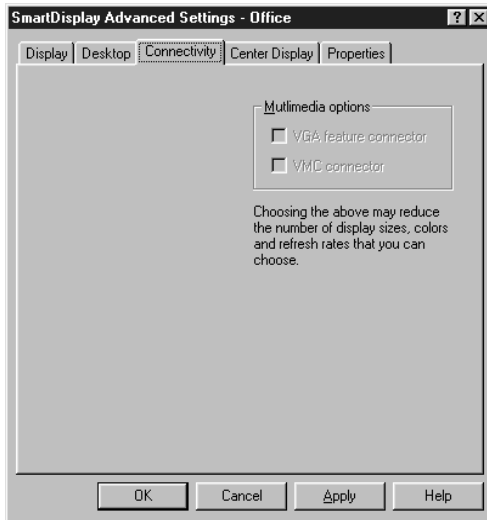 SmartDisplay Advanced Settings - Office
Display Desktop Connectivity Center Display Properties
Mutlimedia options
VGA feature connector
VMC connector
Choosing the above may reduce
the number of display sizes, colors
and refresh rates that you can
choose.
OK Cancel Apply Help